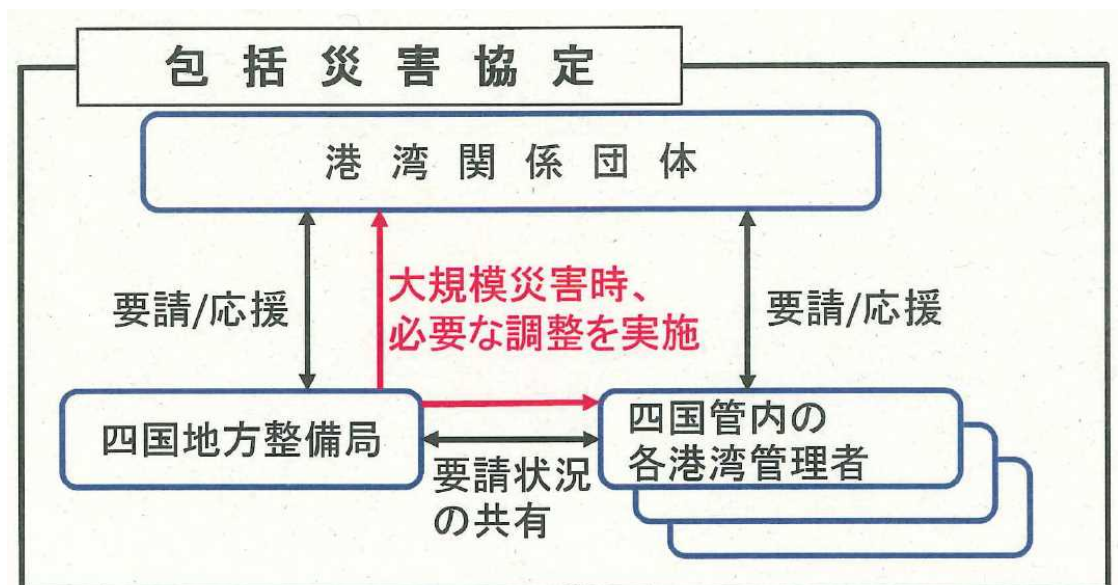 包括災害協定
港湾関係団体
大規模災害時、
必要な調整を実施
要請/応援
要請/応援
四国地方整備局
四国管内の
各港湾管理者
要請状況
の共有